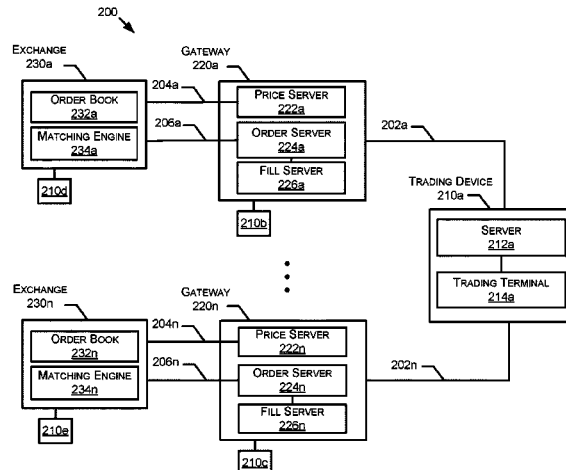 200
EXCHANGE
230a
ORDER BOOK
232a
MATCHING ENGINE
234a
210d
204a
206a
GATEWAY
220a
PRICE SERVER
222a
ORDER SERVER
224a
FILL SERVER
226a
210b
202a
TRADING DEVICE
210a
SERVER
212a
TRADING TERMINAL
214a
EXCHANGE
230n
ORDER BOOK
232n
MATCHING ENGINE
234n
210e
204n
206n
GATEWAY
220n
PRICE SERVER
222n
ORDER SERVER
224n
FILL SERVER
226n
210c
202n